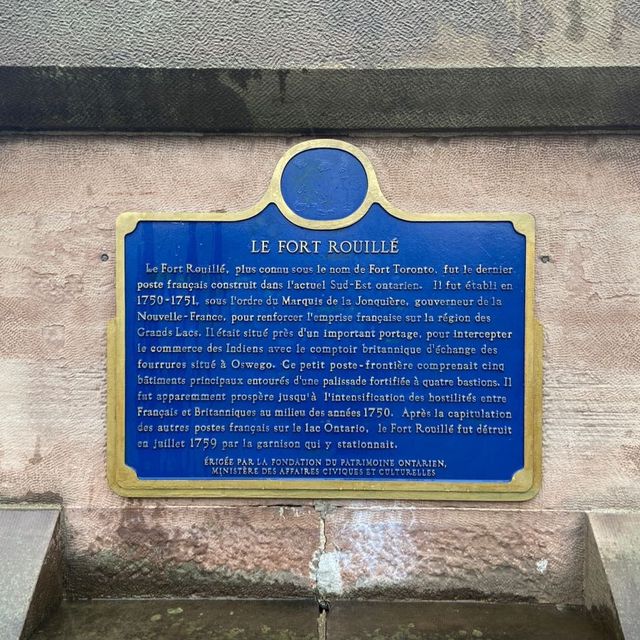 LE FORT ROUILLÉ
Le Fort Rouillé, plus connu sous le nom de Fort Toronto, fut le dernier
poste français construit dans l'actuel Sud-Est ontarien. Il fut établi en
1750-1751, sous l'ordre du Marquis de la Jonquière, gouverneur de la
Nouvelle-France, pour renforcer l'emprise française sur la région des
Grands Lacs. Il était situé près d'un important portage, pour intercepter
le commerce des Indiens avec le comptoir britannique d'échange des
fourrures situé à Oswego. Ce petit poste-frontière comprenait cinq
bâtiments principaux entourés d'une palissade fortifiée à quatre bastions. Il
fut apparemment prospère jusqu'à l'intensification des hostilités entre
Français et Britanniques au milieu des années 1750. Après la capitulation
des autres postes français sur le lac Ontario, le Fort Rouillé fut détruit
en juillet 1759 par la garnison qui y stationnait.
ÉRIGÉE PAR LA FONDATION DU PATRIMOINE ONTARIEN,
MINISTÈRE DES AFFAIRES CIVIQUES ET CULTURELLES